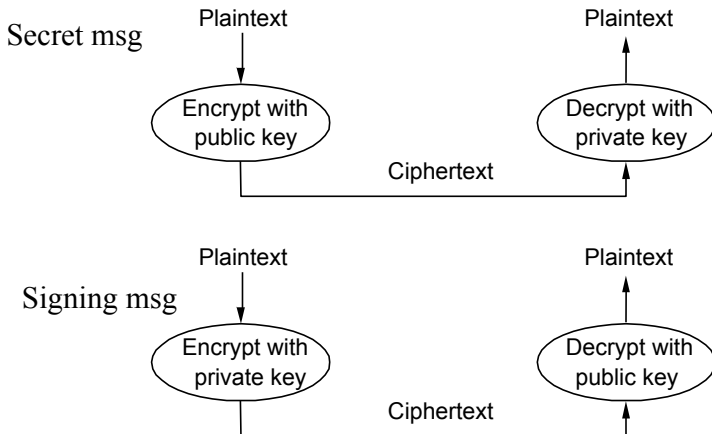 Secret msg
Plaintext
Plaintext
Encrypt with
public key
Decrypt with
private key
Ciphertext
Signing msg
Plaintext
Plaintext
Encrypt with
private key
Decrypt with
public key
Ciphertext